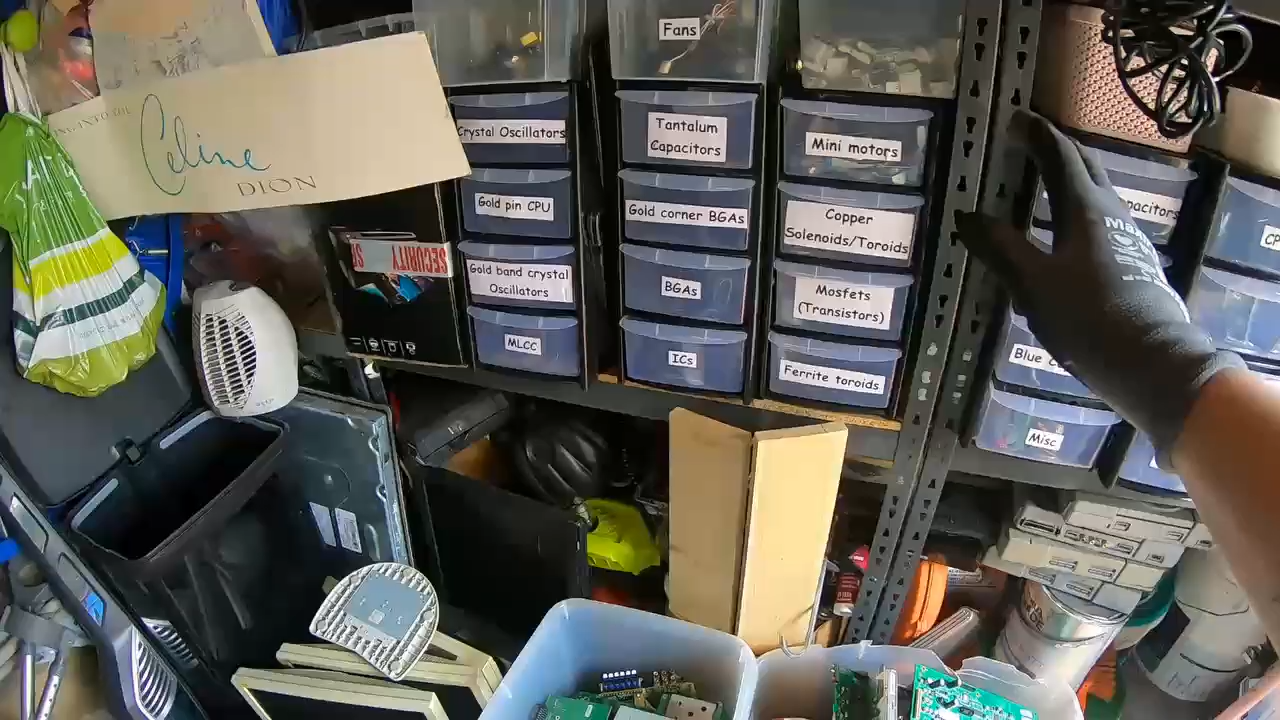 Celine
DION
Fans
Crystal Oscillators
Tantalum
Capacitors
Mini motors
Gold pin CPU
Gold corner BGAs
Copper
Solenoids/Toroids
Gold band crystal
Oscillators
BGAs
Mosfets
(Transistors)
MLCC
ICs
Ferrite toroids
SECURITY
Blue
Misc